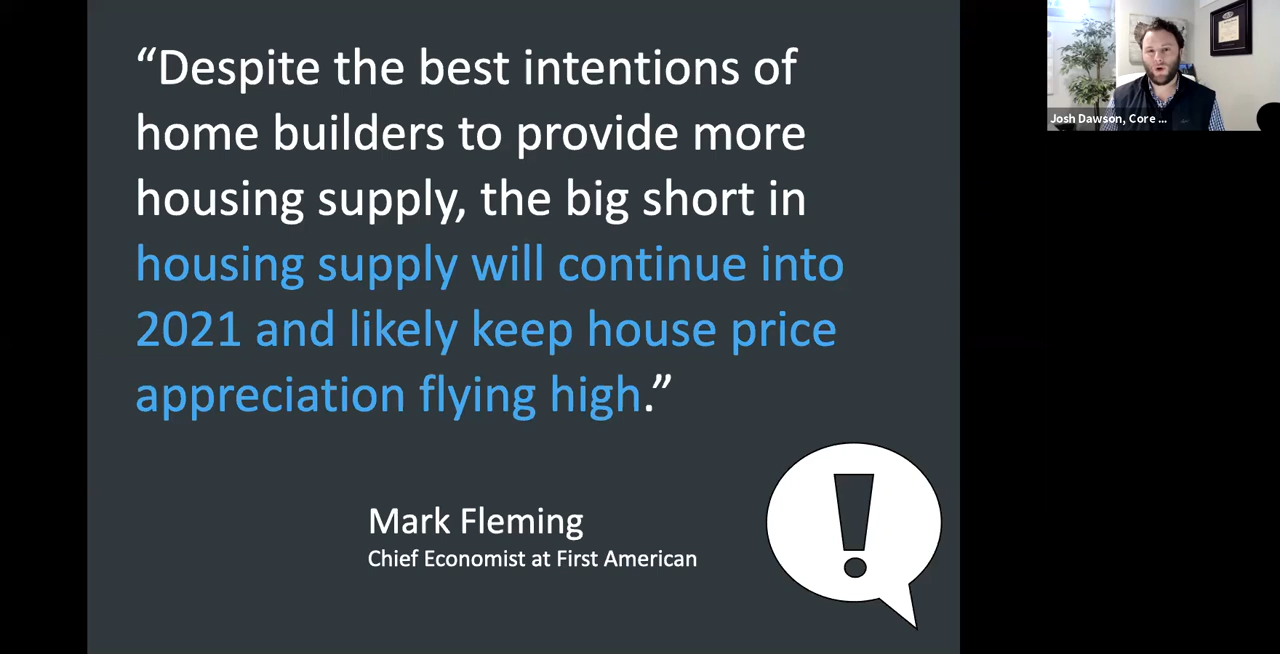 “Despite the best intentions of
home builders to provide more
housing supply, the big short in
housing supply will continue into
2021 and likely keep house price
appreciation flying high.”
Mark Fleming
Chief Economist at First American
!
Josh Dawson, Core ...